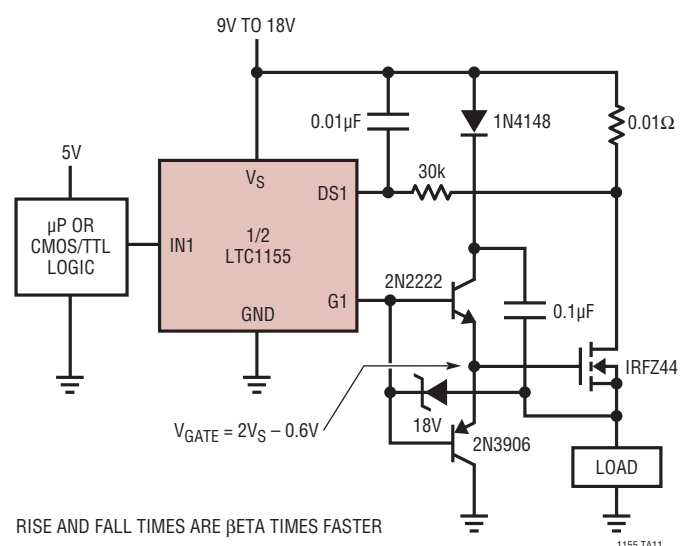 9V TO 18V
0.01µF
1N4148
0.01Ω
5V
30k
V_S
DS1
µP OR
CMOS/TTL
LOGIC
IN1
1/2
LTC1155
2N2222
G1
GND
0.1µF
IRFZ44
18V
V_GATE = 2V_S – 0.6V
2N3906
LOAD
RISE AND FALL TIMES ARE βETA TIMES FASTER
1155 TA11